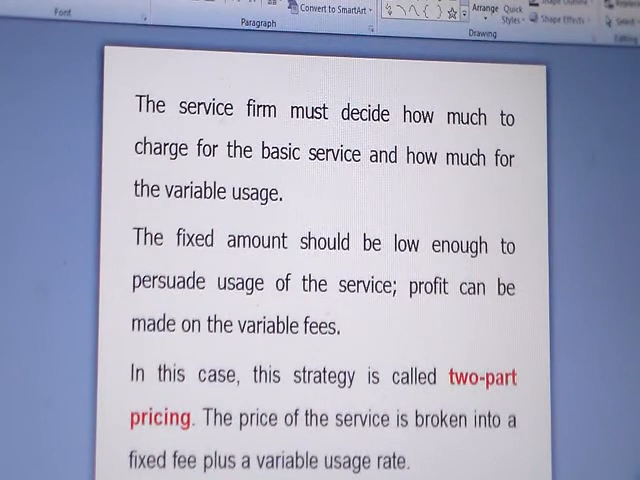 Font
Paragraph
Convert to SmartArt
Drawing
Arrange
Quick
Styles
Shape Effects
The service firm must decide how much to
charge for the basic service and how much for
the variable usage.
The fixed amount should be low enough to
persuade usage of the service; profit can be
made on the variable fees.
In this case, this strategy is called two-part
pricing. The price of the service is broken into a
fixed fee plus a variable usage rate.